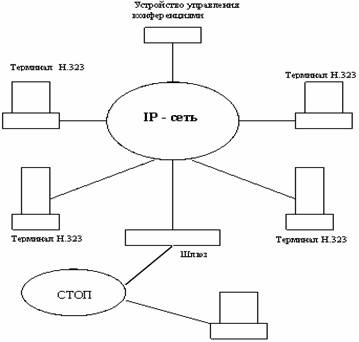 Устройство управления
конференциями
Терминал Н.323
Терминал Н.323
IP - сеть
Терминал Н.323
Терминал Н.323
Шлюз
СТОП